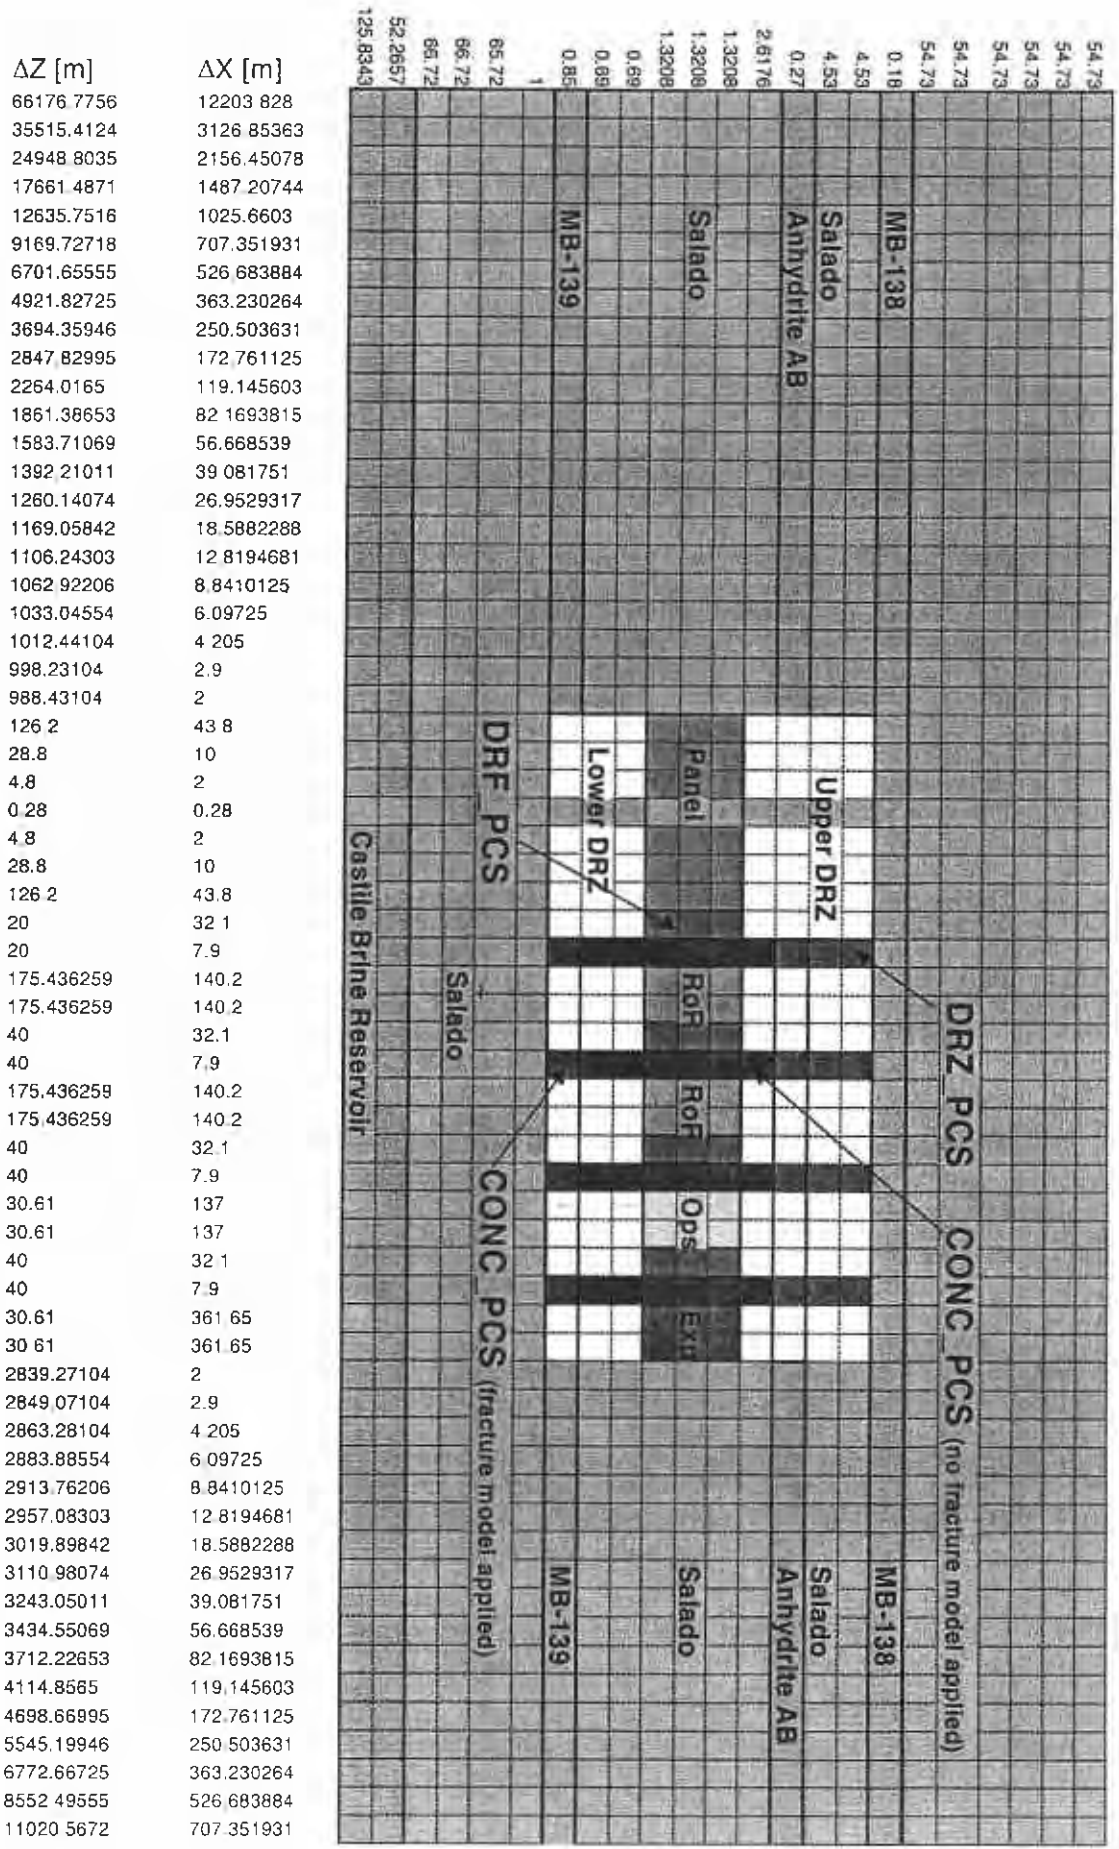 ΔZ [m] ΔX [m]
66176.7756 12203 828
35515.4124 3126 85363
24948 8035 2156.45078
17661 4871 1487 20744
12635.7516 1025.6603
9169.72718 707.351931
6701.65555 526 683884
4921.82725 363.230264
3694.35946 250.503631
2847.82995 172.761125
2264.0165 119.145603
1861.38653 82 1693815
1583.71069 56.668539
1392.21011 39 081751
1260.14074 26.9529317
1169.05842 18.5882288
1106.24303 12 8194681
1062 92206 8.8410125
1033.04554 6.09725
1012.44104 4 205
998.23104 2.9
988.43104 2
126 2 43 8
28.8 10
4.8 2
0.28 0.28
4.8 2
28.8 10
126 2 43.8
20 32 1
20 7.9
175.436259 140.2
175.436259 140.2
40 32.1
40 7.9
175.436259 140.2
175.436259 140.2
40 32.1
40 7.9
30.61 137
30.61 137
40 32 1
40 7.9
30.61 361 65
30 61 361.65
2839.27104 2
2849.07104 2.9
2863.28104 4 205
2883.88554 6 09725
2913.76206 8.8410125
2957.08303 12.8194681
3019.89842 18.5882288
3110 98074 26.9529317
3243.05011 39.081751
3434.55069 56.668539
3712.22653 82.1693815
4114.8565 119.145603
4698.66995 172.761125
5545.19946 250 503631
6772.66725 363.230264
8552 49555 526.683884
11020 5672 707.351931
54.73
54.73
54.73
54.73
54.73
54.73
0.18
4.53
4.53
0.27
2.6176
1.3208
1.3208
1.3208
0.69
0.69
0.85
1
65.72
66.72
66.72
52.2657
125.8343
MB-138
Salado
Anhydrite AB
Salado
MB-139
DRZ_PCS
CONC_PCS (no fracture model applied)
Upper DRZ
Panel
RoR
RoR
Ops
Exp
Lower DRZ
DRF_PCS
CONC_PCS (fracture model applied)
Salado
Castile Brine Reservoir
MB-138
Salado
Anhydrite AB
Salado
MB-139